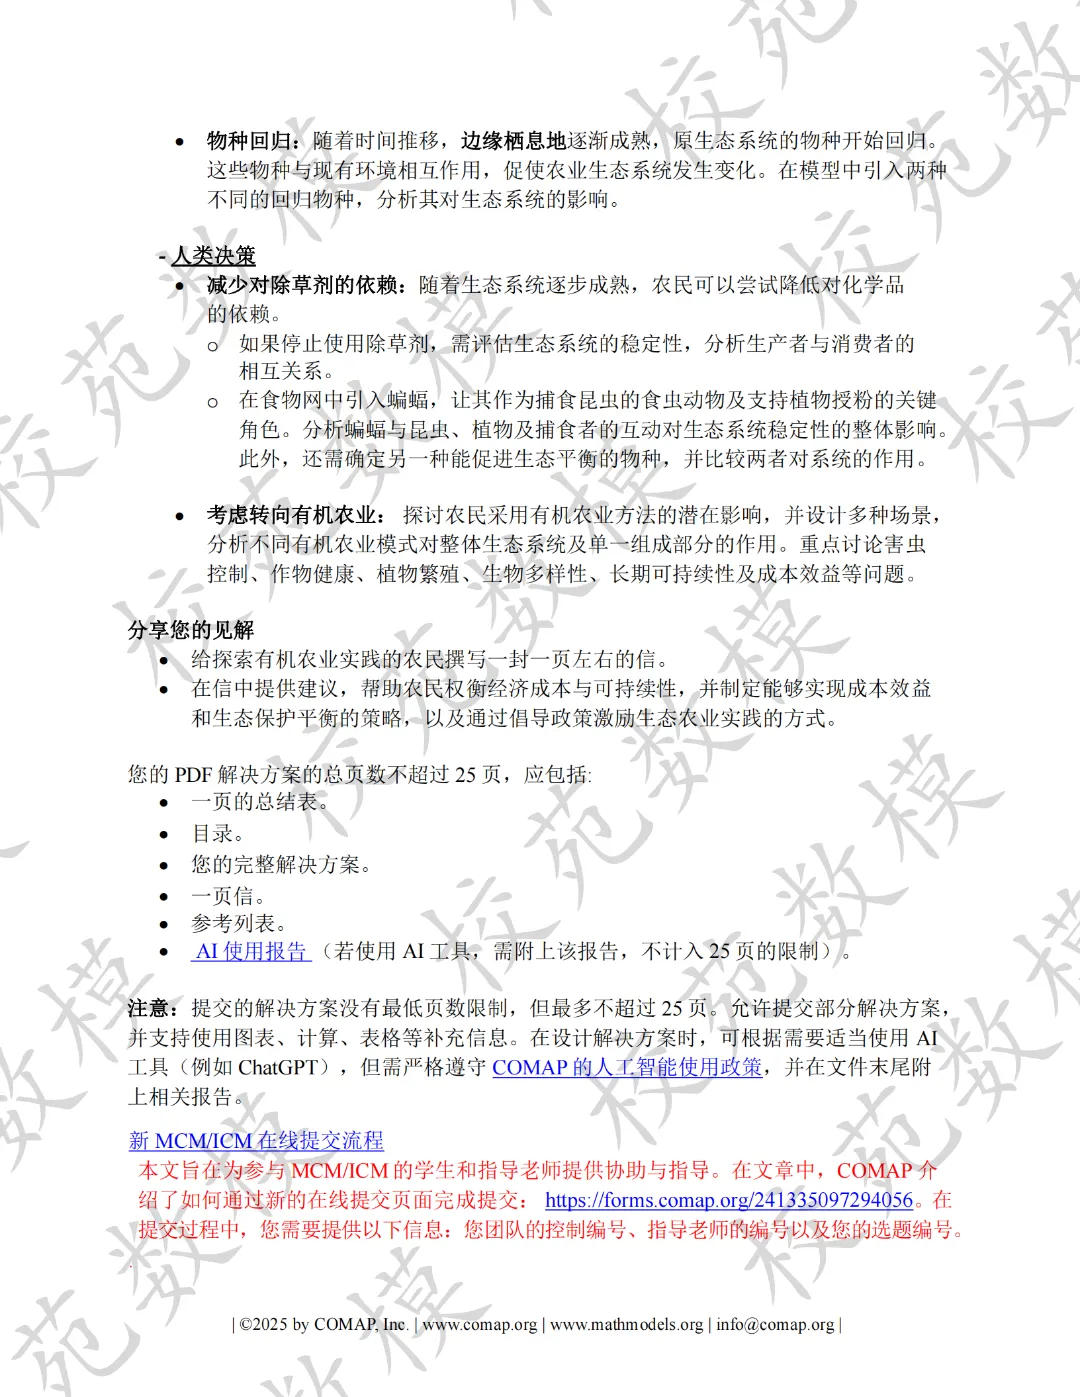 • 物种回归：随着时间推移，边缘栖息地逐渐成熟，原生态系统的物种开始回归。
这些物种与现有环境相互作用，促使农业生态系统发生变化。在模型中引入两种
不同的回归物种，分析其对生态系统的影响。
- 人类决策
• 减少对除草剂的依赖：随着生态系统逐步成熟，农民可以尝试降低对化学品
的依赖。
o 如果停止使用除草剂，需评估生态系统的稳定性，分析生产者与消费者的
相互关系。
o 在食物网中引入蝙蝠，让其作为捕食昆虫的食虫动物及支持植物授粉的关键
角色。分析蝙蝠与昆虫、植物及捕食者的互动对生态系统稳定性的整体影响。
此外，还需确定另一种能促进生态平衡的物种，并比较两者对系统的作用。
• 考虑转向有机农业： 探讨农民采用有机农业方法的潜在影响，并设计多种场景，
分析不同有机农业模式对整体生态系统及单一组成部分的作用。重点讨论害虫
控制、作物健康、植物繁殖、生物多样性、长期可持续性及成本效益等问题。
分享您的见解
• 给探索有机农业实践的农民撰写一封一页左右的信。
• 在信中提供建议，帮助农民权衡经济成本与可持续性，并制定能够实现成本效益
和生态保护平衡的策略，以及通过倡导政策激励生态农业实践的方式。
您的 PDF 解决方案的总页数不超过 25 页，应包括:
• 一页的总结表。
• 目录。
• 您的完整解决方案。
• 一页信。
• 参考列表。
• AI 使用报告 （若使用 AI 工具，需附上该报告，不计入 25 页的限制）。
注意：提交的解决方案没有最低页数限制，但最多不超过 25 页。允许提交部分解决方案，
并支持使用图表、计算、表格等补充信息。在设计解决方案时，可根据需要适当使用 AI
工具（例如 ChatGPT），但需严格遵守 COMAP 的人工智能使用政策，并在文件末尾附
上相关报告。
新 MCM/ICM 在线提交流程
本文旨在为参与 MCM/ICM 的学生和指导老师提供协助与指导。在文章中，COMAP 介
绍了如何通过新的在线提交页面完成提交： https://forms.comap.org/241335097294056。在
提交过程中，您需要提供以下信息：您团队的控制编号、指导老师的编号以及您的选题编号。
.
| ©2025 by COMAP, Inc. | www.comap.org | www.mathmodels.org | info@comap.org |
校苑数模